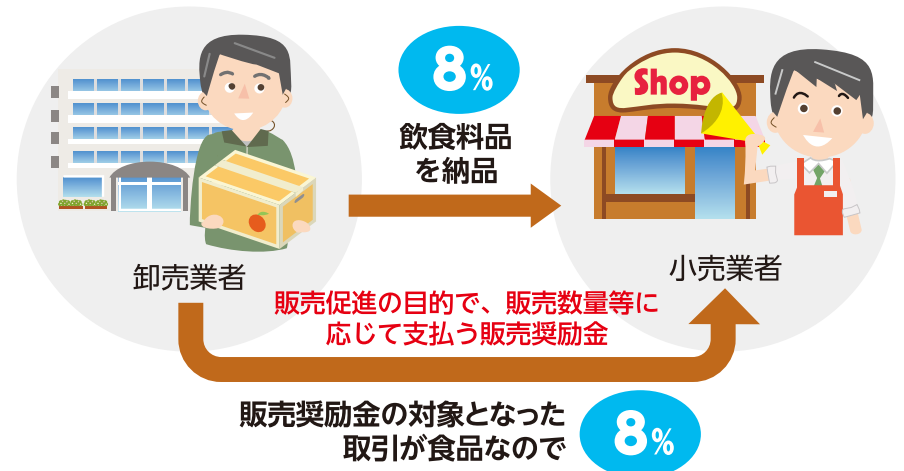 8%
飲食料品
を納品
Shop
卸売業者
小売業者
販売促進の目的で、販売数量等に
応じて支払う販売奨励金
販売奨励金の対象となった
取引が食品なので
8%